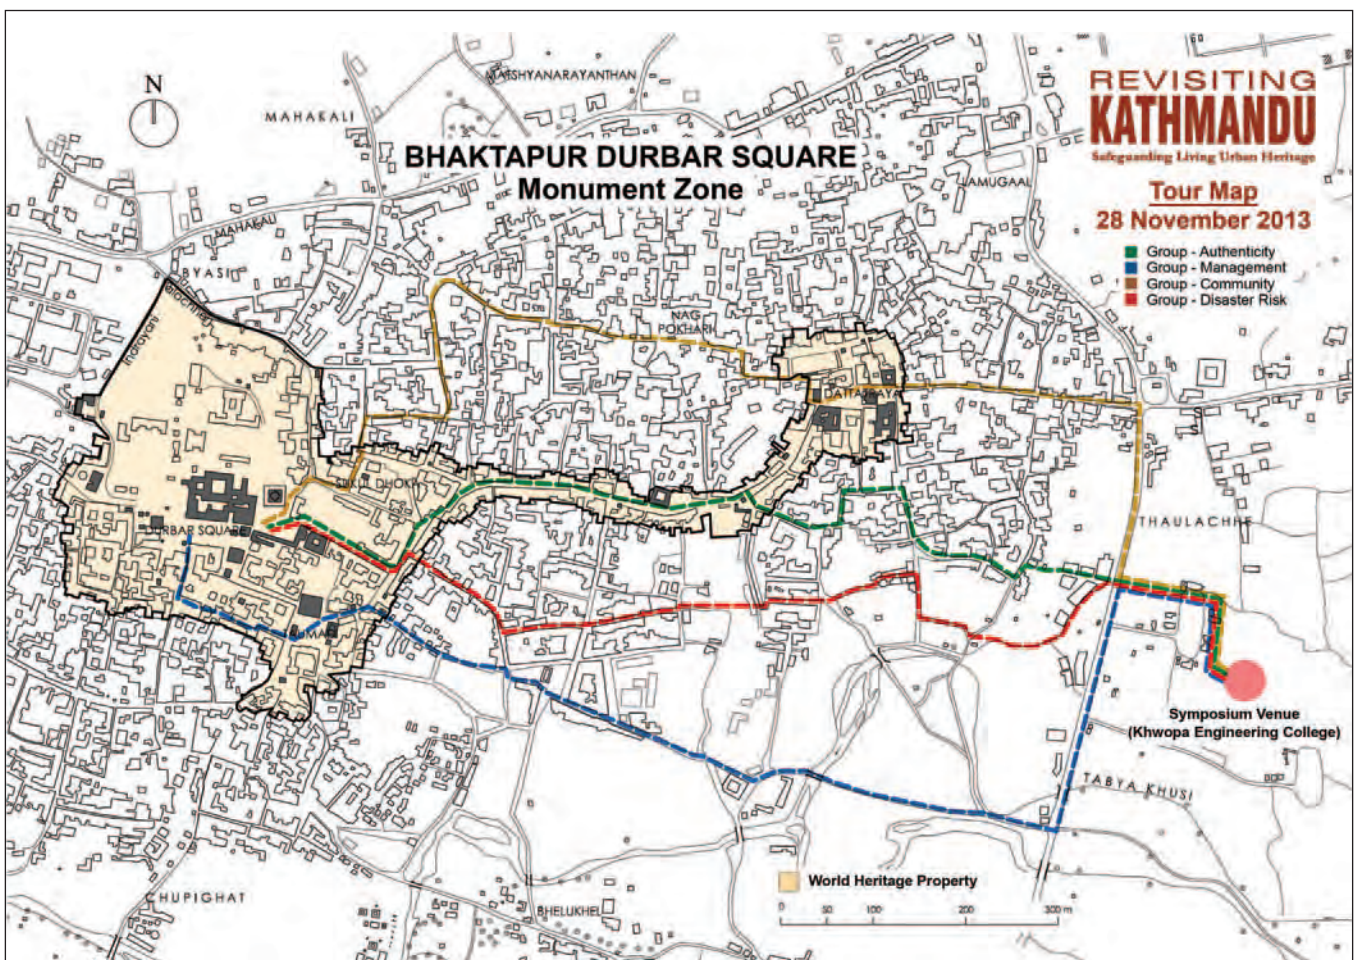 N
MAHAKALI
MATSHYANARAYANTHAN
BHAKTAPUR DURBAR SQUARE
Monument Zone
REVISITING
KATHMANDU
Safeguarding Living Urban Heritage
Tour Map
28 November 2013
Group - Authenticity
Group - Management
Group - Community
Group - Disaster Risk
MAHAKALI
BYASI
NAG
POKHARI
SUKUL DHOKA
DURBAR SQUARE
THAULACHHE
Symposium Venue
(Khwopa Engineering College)
TABYA KHUSI
World Heritage Property
0 50 100 200 300 m
CHUPIGHAT
BHELUKHEL